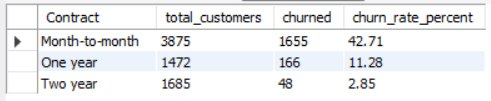 Contract total_customers churned churn_rate_percent
Month-to-month 3875 1655 42.71
One year 1472 166 11.28
Two year 1685 48 2.85